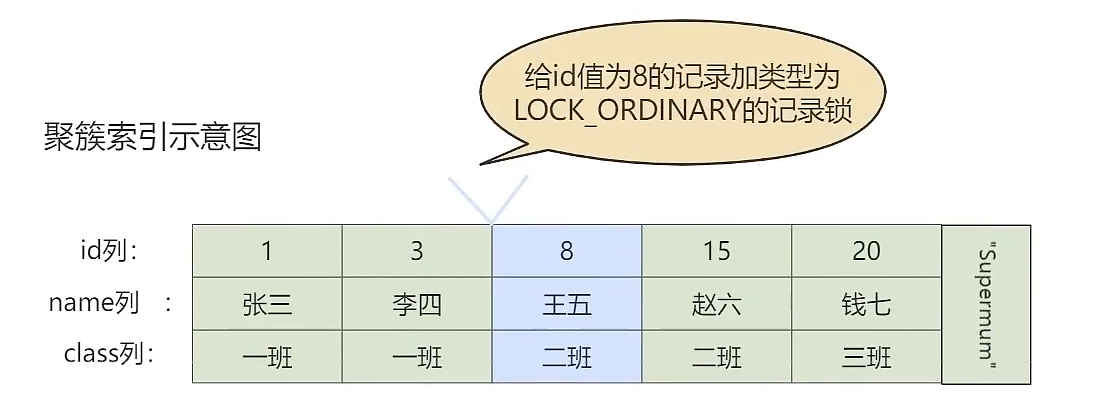 给id值为8的记录加类型为
LOCK_ORDINARY的记录锁
聚簇索引示意图
id列： 1 3 8 15 20 "Supermum"
name列 ： 张三 李四 王五 赵六 钱七
class列： 一班 一班 二班 二班 三班